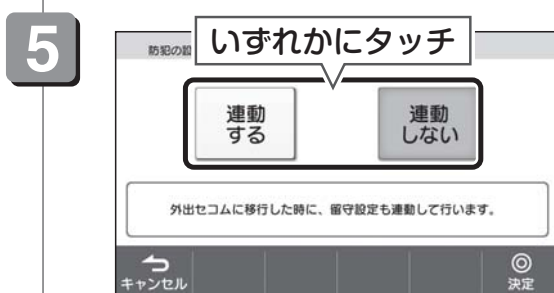 5
防犯の設
いずれかにタッチ
連動
する
連動
しない
外出セコムに移行した時に、留守設定も連動して行います。
キャンセル
決定